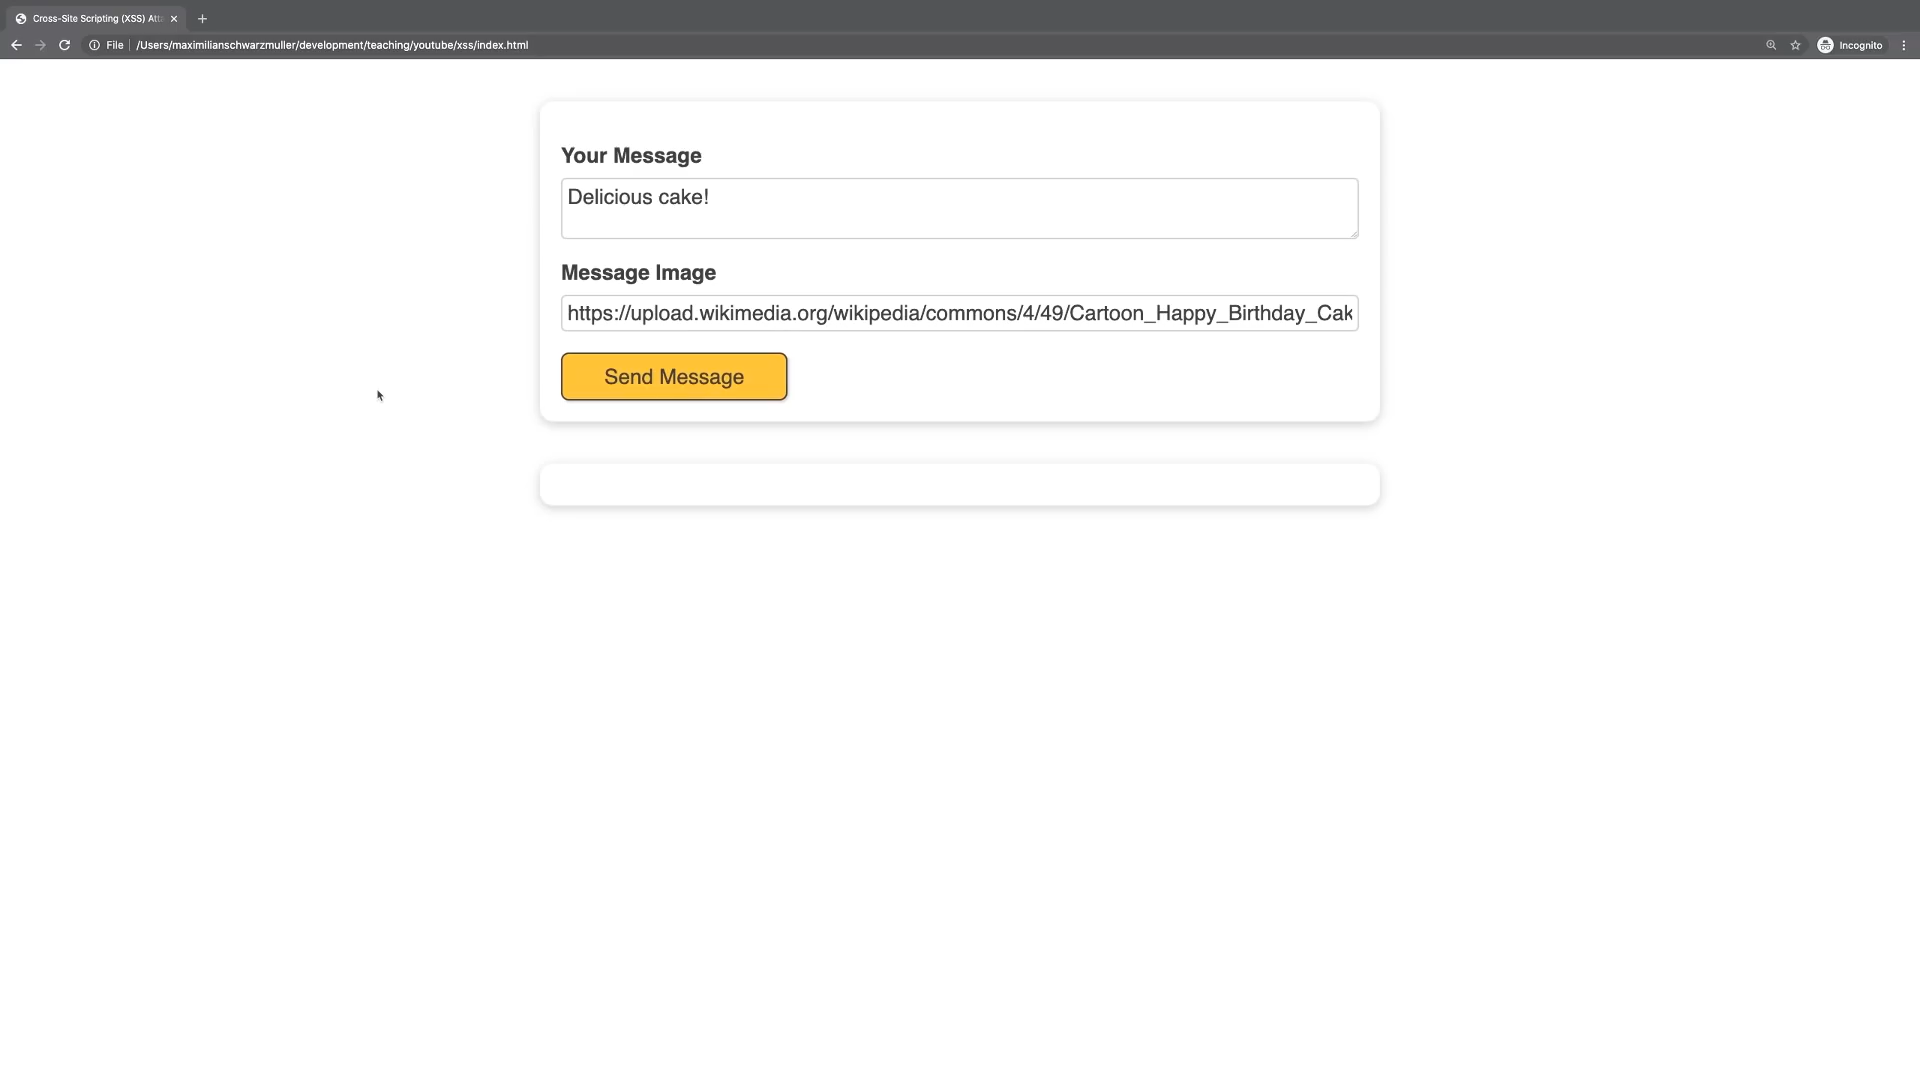 Cross-Site Scripting (XSS) Att
File
/Users/maximilianschwarzmuller/development/teaching/youtube/xss/index.html
Incognito
Your Message
Delicious cake!
Message Image
https://upload.wikimedia.org/wikipedia/commons/4/49/Cartoon_Happy_Birthday_Cak
Send Message